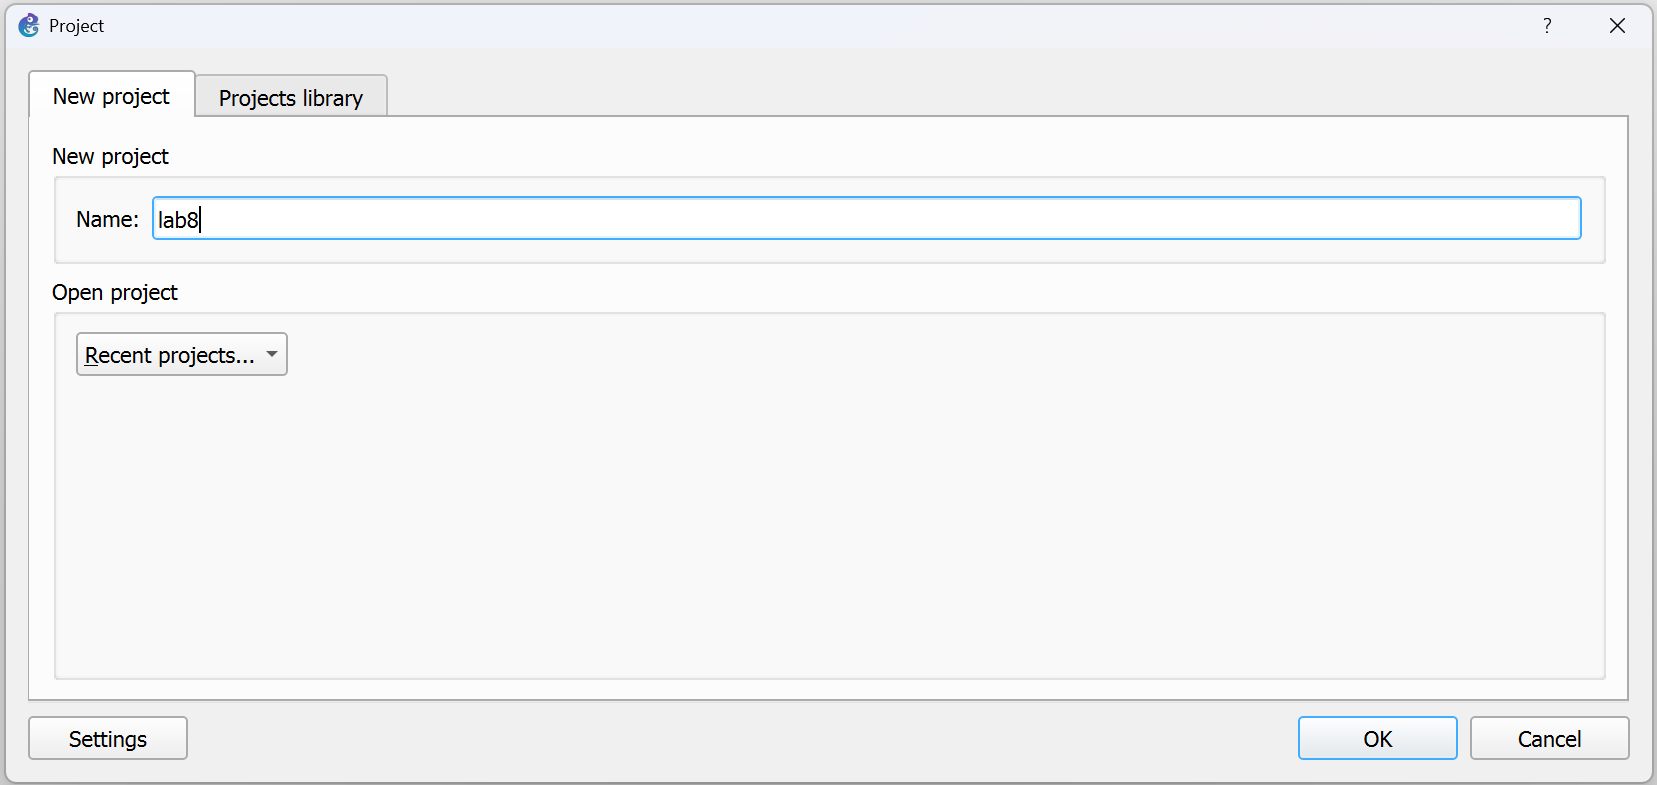 Project
?
New project
Projects library
New project
Name: lab8
Open project
Recent projects...
Settings
OK
Cancel